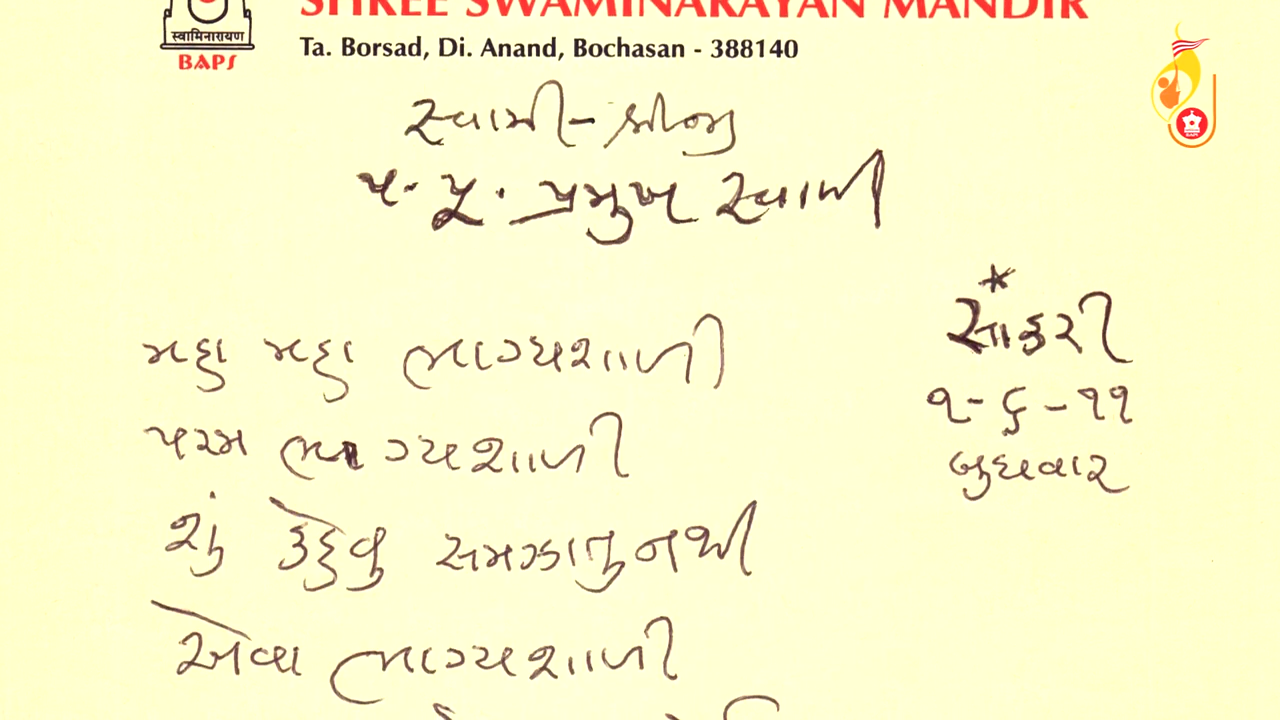 SHREE SWAMINARAYAN MANDIR
स्वामिनारायण
BAPS
Ta. Borsad, Di. Anand, Bochasan - 388140
સ્વામી-શ્રીજી
પ. પૂ. પ્રમુખ સ્વામી
સાંકરી
૧-૬-૧૧
બુધવાર
મહા મહા ભાગ્યશાળી
પરમ ભાગ્યશાળી
શું કેહેવુ સમઝાતુ નથી
એવા ભાગ્યશાળી